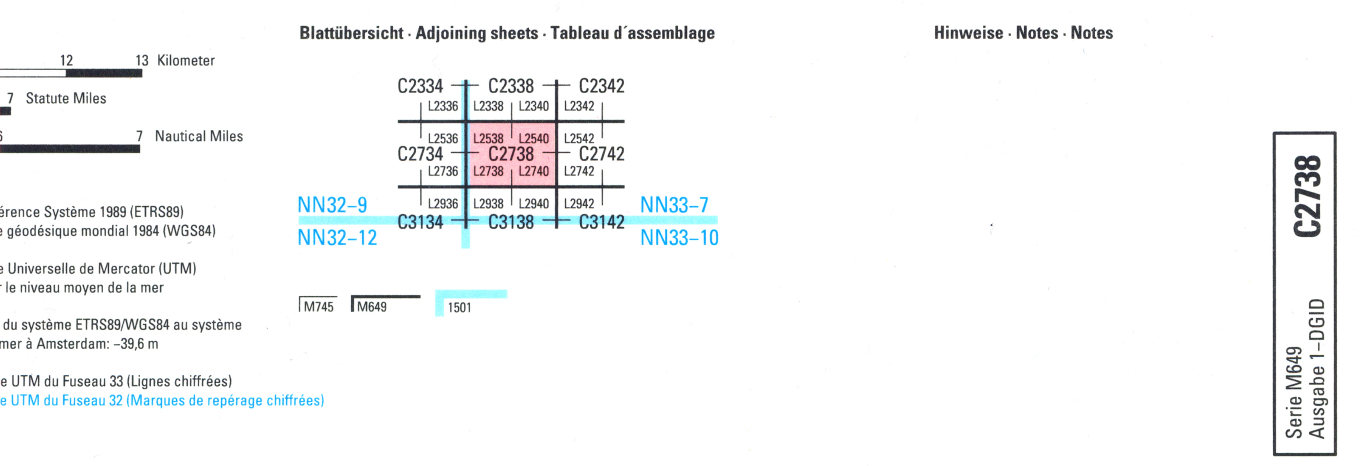 12 13 Kilometer
7 Statute Miles
6 7 Nautical Miles
érence Système 1989 (ETRS89)
e géodésique mondial 1984 (WGS84)
e Universelle de Mercator (UTM)
r le niveau moyen de la mer
du système ETRS89/WGS84 au système
mer à Amsterdam: –39,6 m
e UTM du Fuseau 33 (Lignes chiffrées)
e UTM du Fuseau 32 (Marques de repérage chiffrées)
Blattübersicht · Adjoining sheets · Tableau d´assemblage
C2334 C2338 C2342
L2336 L2338 L2340 L2342
L2536 L2538 L2540 L2542
C2734 C2738 C2742
L2736 L2738 L2740 L2742
NN32–9 L2936 L2938 L2940 L2942 NN33–7
C3134 C3138 C3142
NN32–12 NN33–10
M745 M649 1501
Hinweise · Notes · Notes
Serie M649
Ausgabe 1–DGID
C2738